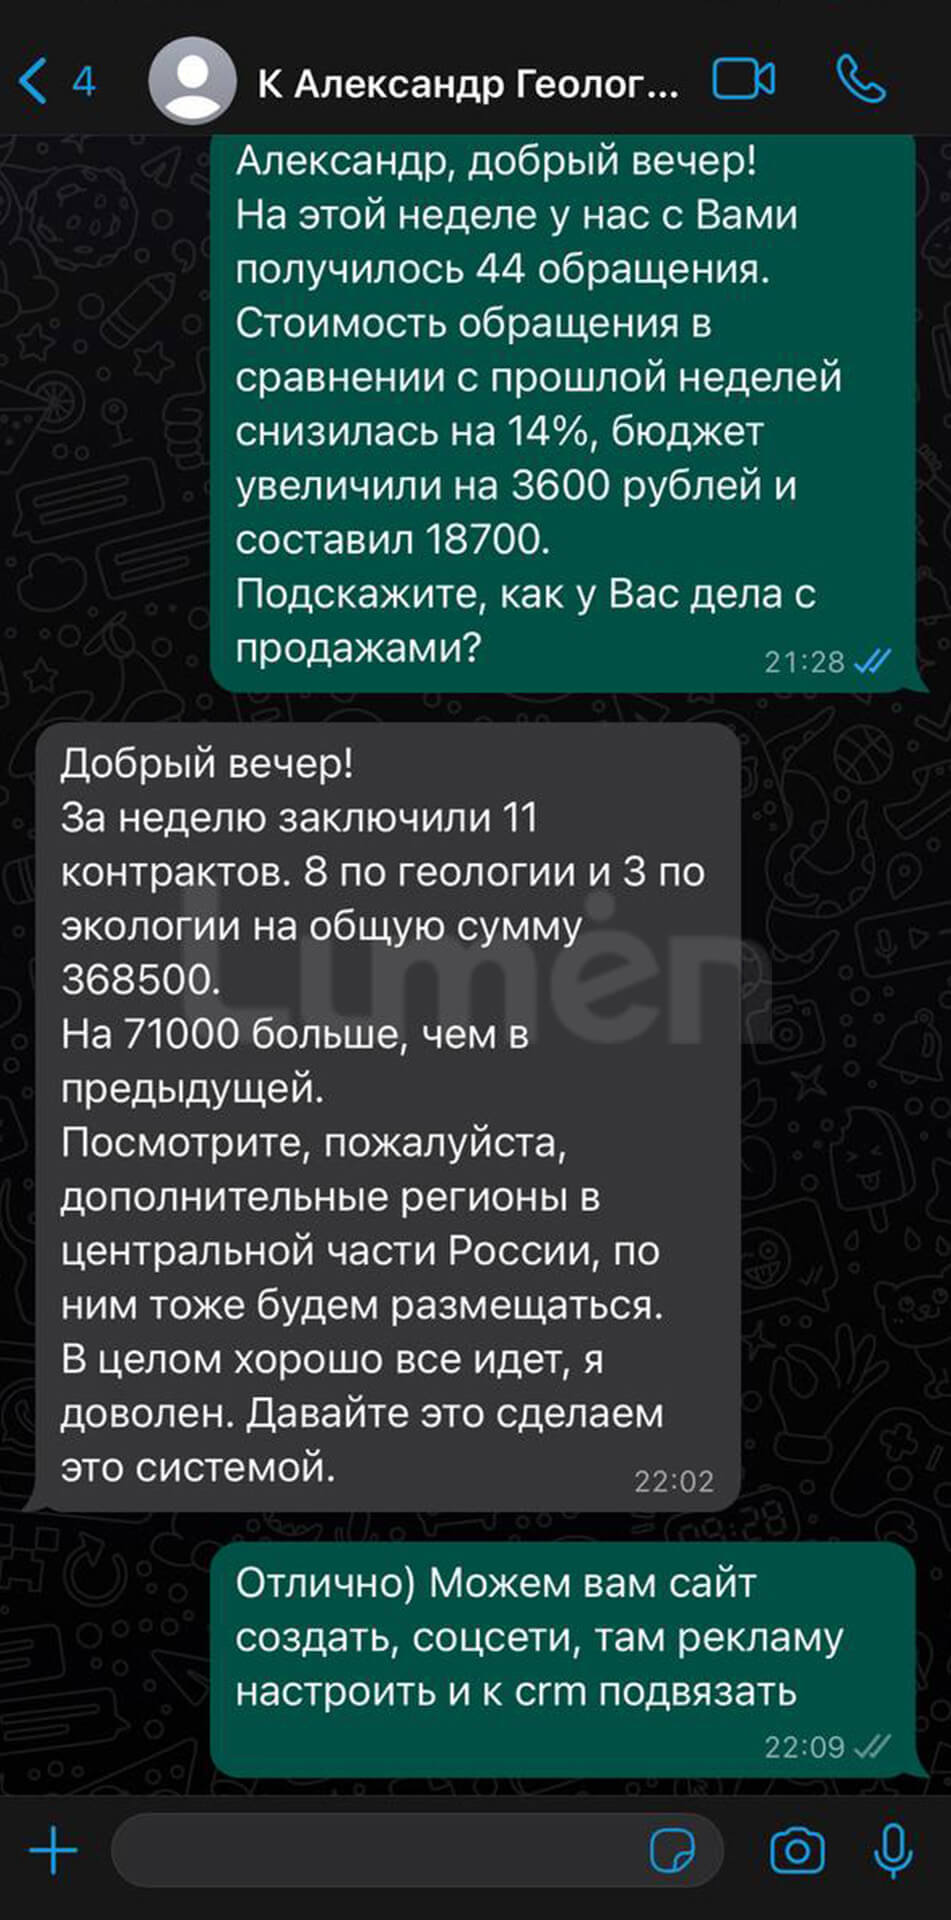 4
К Александр Геолог...
Александр, добрый вечер!
На этой неделе у нас с Вами
получилось 44 обращения.
Стоимость обращения в
сравнении с прошлой неделей
снизилась на 14%, бюджет
увеличили на 3600 рублей и
составил 18700.
Подскажите, как у Вас дела с
продажами?
21:28
Добрый вечер!
За неделю заключили 11
контрактов. 8 по геологии и 3 по
экологии на общую сумму
368500.
На 71000 больше, чем в
предыдущей.
Посмотрите, пожалуйста,
дополнительные регионы в
центральной части России, по
ним тоже будем размещаться.
В целом хорошо все идет, я
доволен. Давайте это сделаем
это системой.
22:02
Limen
Отлично) Можем вам сайт
создать, соцсети, там рекламу
настроить и к crm подвязать
22:09